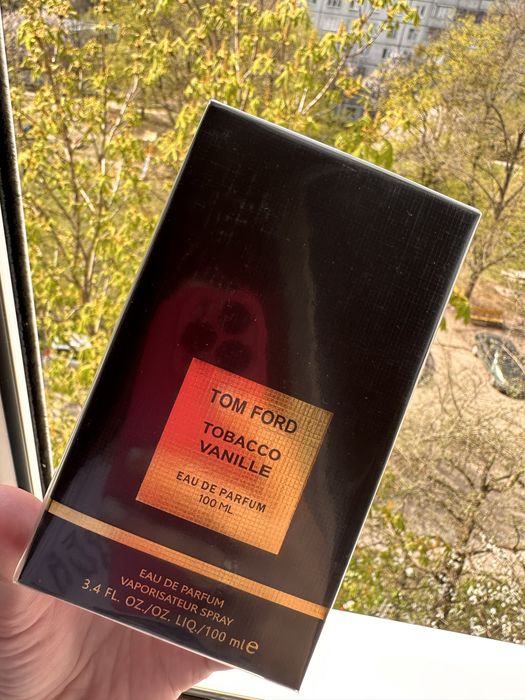 TOM FORD
TOBACCO
VANILLE
EAU DE PARFUM
100 ML
EAU DE PARFUM
VAPORISATEUR SPRAY
3.4 FL. OZ./OZ. LIQ./100 ml℮